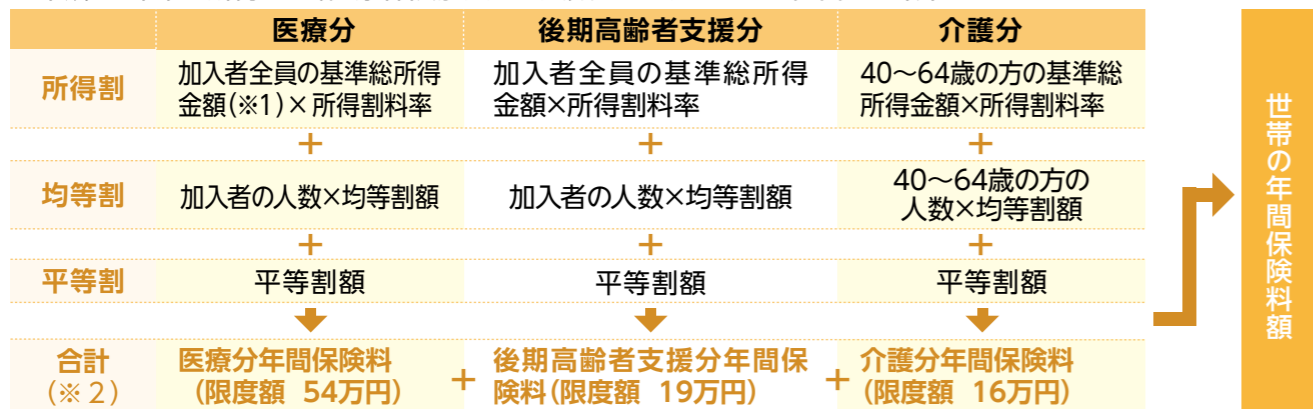 医療分 後期高齢者支援分 介護分
所得割
加入者全員の基準総所得
金額(※1)×所得割料率
加入者全員の基準総所得
金額×所得割料率
40〜64歳の方の基準総
所得金額×所得割料率
＋ ＋ ＋
均等割
加入者の人数×均等割額
加入者の人数×均等割額
40〜64歳の方の
人数×均等割額
＋ ＋ ＋
平等割 平等割額 平等割額 平等割額
合計
(※２)
医療分年間保険料
(限度額 54万円)
＋
後期高齢者支援分年間保
険料(限度額 19万円)
＋
介護分年間保険料
(限度額 16万円)
世帯の年間保険料額